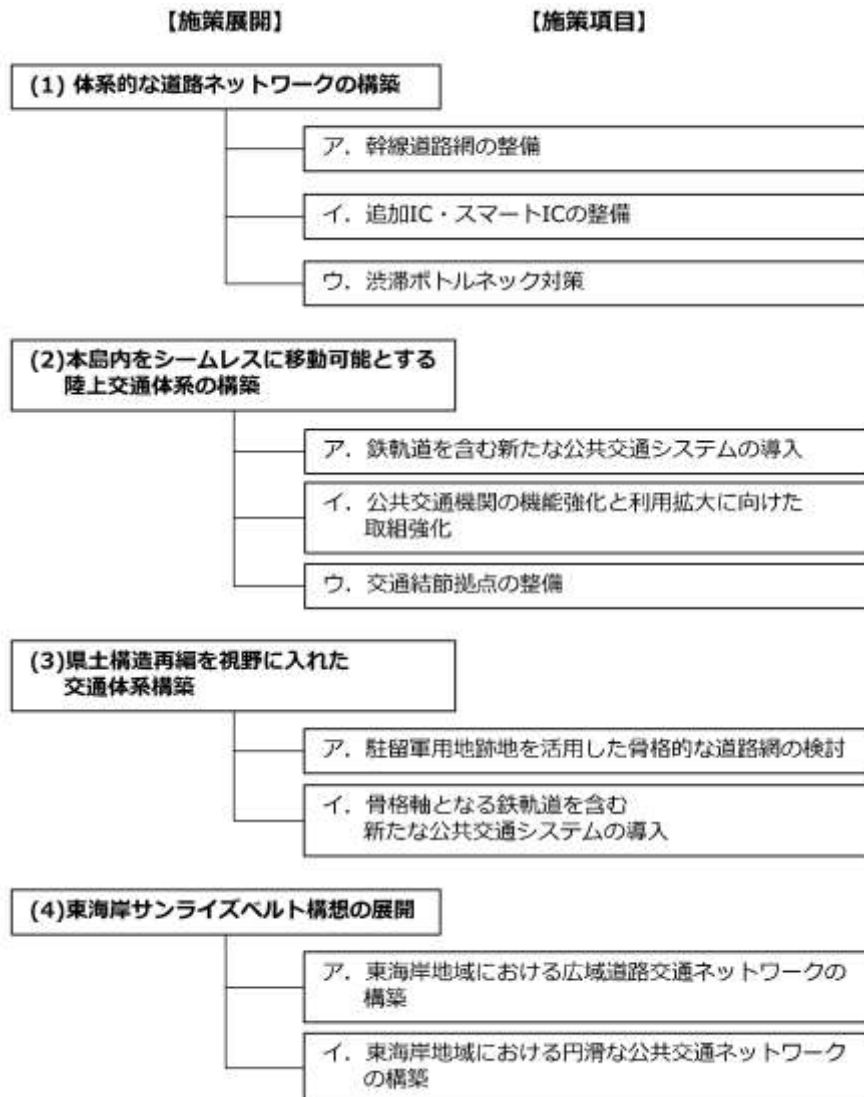 【施策展開】 【施策項目】
(1) 体系的な道路ネットワークの構築
ア．幹線道路網の整備
イ．追加IC・スマートICの整備
ウ．渋滞ボトルネック対策
(2)本島内をシームレスに移動可能とする
陸上交通体系の構築
ア．鉄軌道を含む新たな公共交通システムの導入
イ．公共交通機関の機能強化と利用拡大に向けた
取組強化
ウ．交通結節拠点の整備
(3)県土構造再編を視野に入れた
交通体系構築
ア．駐留軍用地跡地を活用した骨格的な道路網の検討
イ．骨格軸となる鉄軌道を含む
新たな公共交通システムの導入
(4)東海岸サンライズベルト構想の展開
ア．東海岸地域における広域道路交通ネットワークの
構築
イ．東海岸地域における円滑な公共交通ネットワーク
の構築